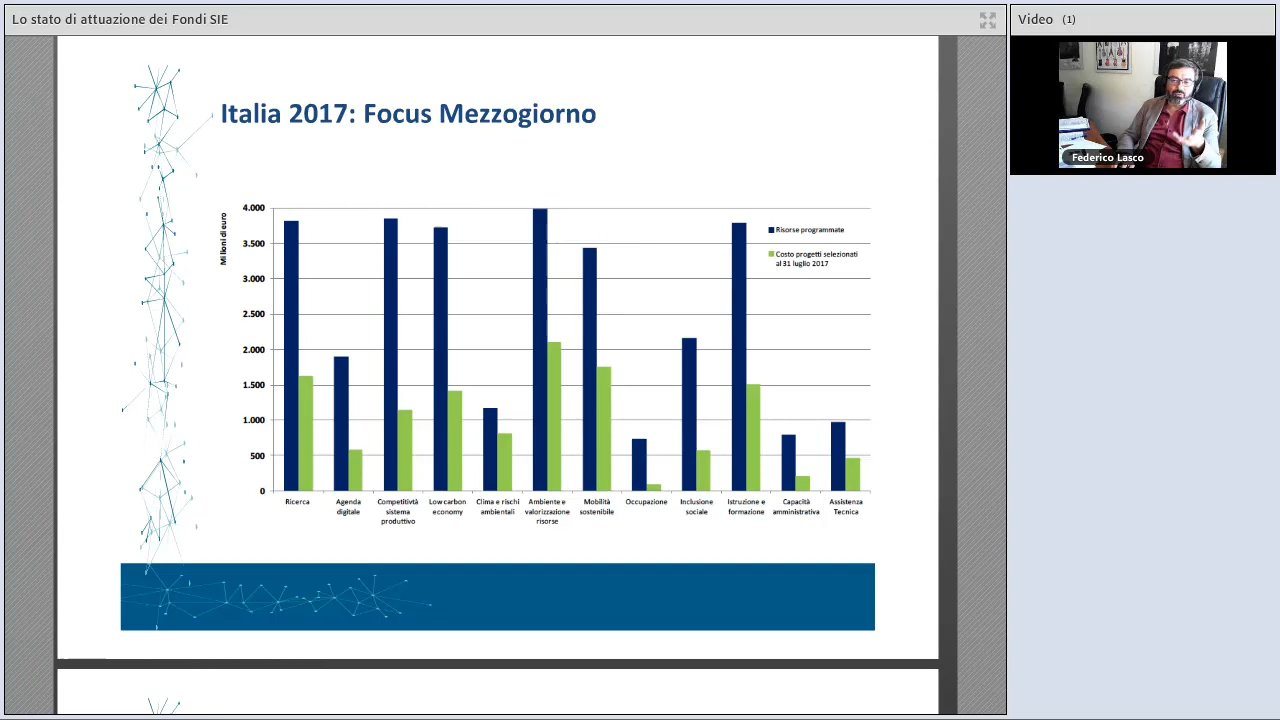 Lo stato di attuazione dei Fondi SIE
Video (1)
Federico Lasco
Italia 2017: Focus Mezzogiorno
Milioni di euro
4.000
3.500
3.000
2.500
2.000
1.500
1.000
500
0
Risorse programmate
Costo progetti selezionati
al 31 luglio 2017
Ricerca
Agenda
digitale
Competitivtà
sistema
produttivo
Low carbon
economy
Clima e rischi
ambientali
Ambiente e
valorizzazione
risorse
Mobilità
sostenibile
Occupazione
Inclusione
sociale
Istruzione e
formazione
Capacità
amministrativa
Assistenza
Tecnica